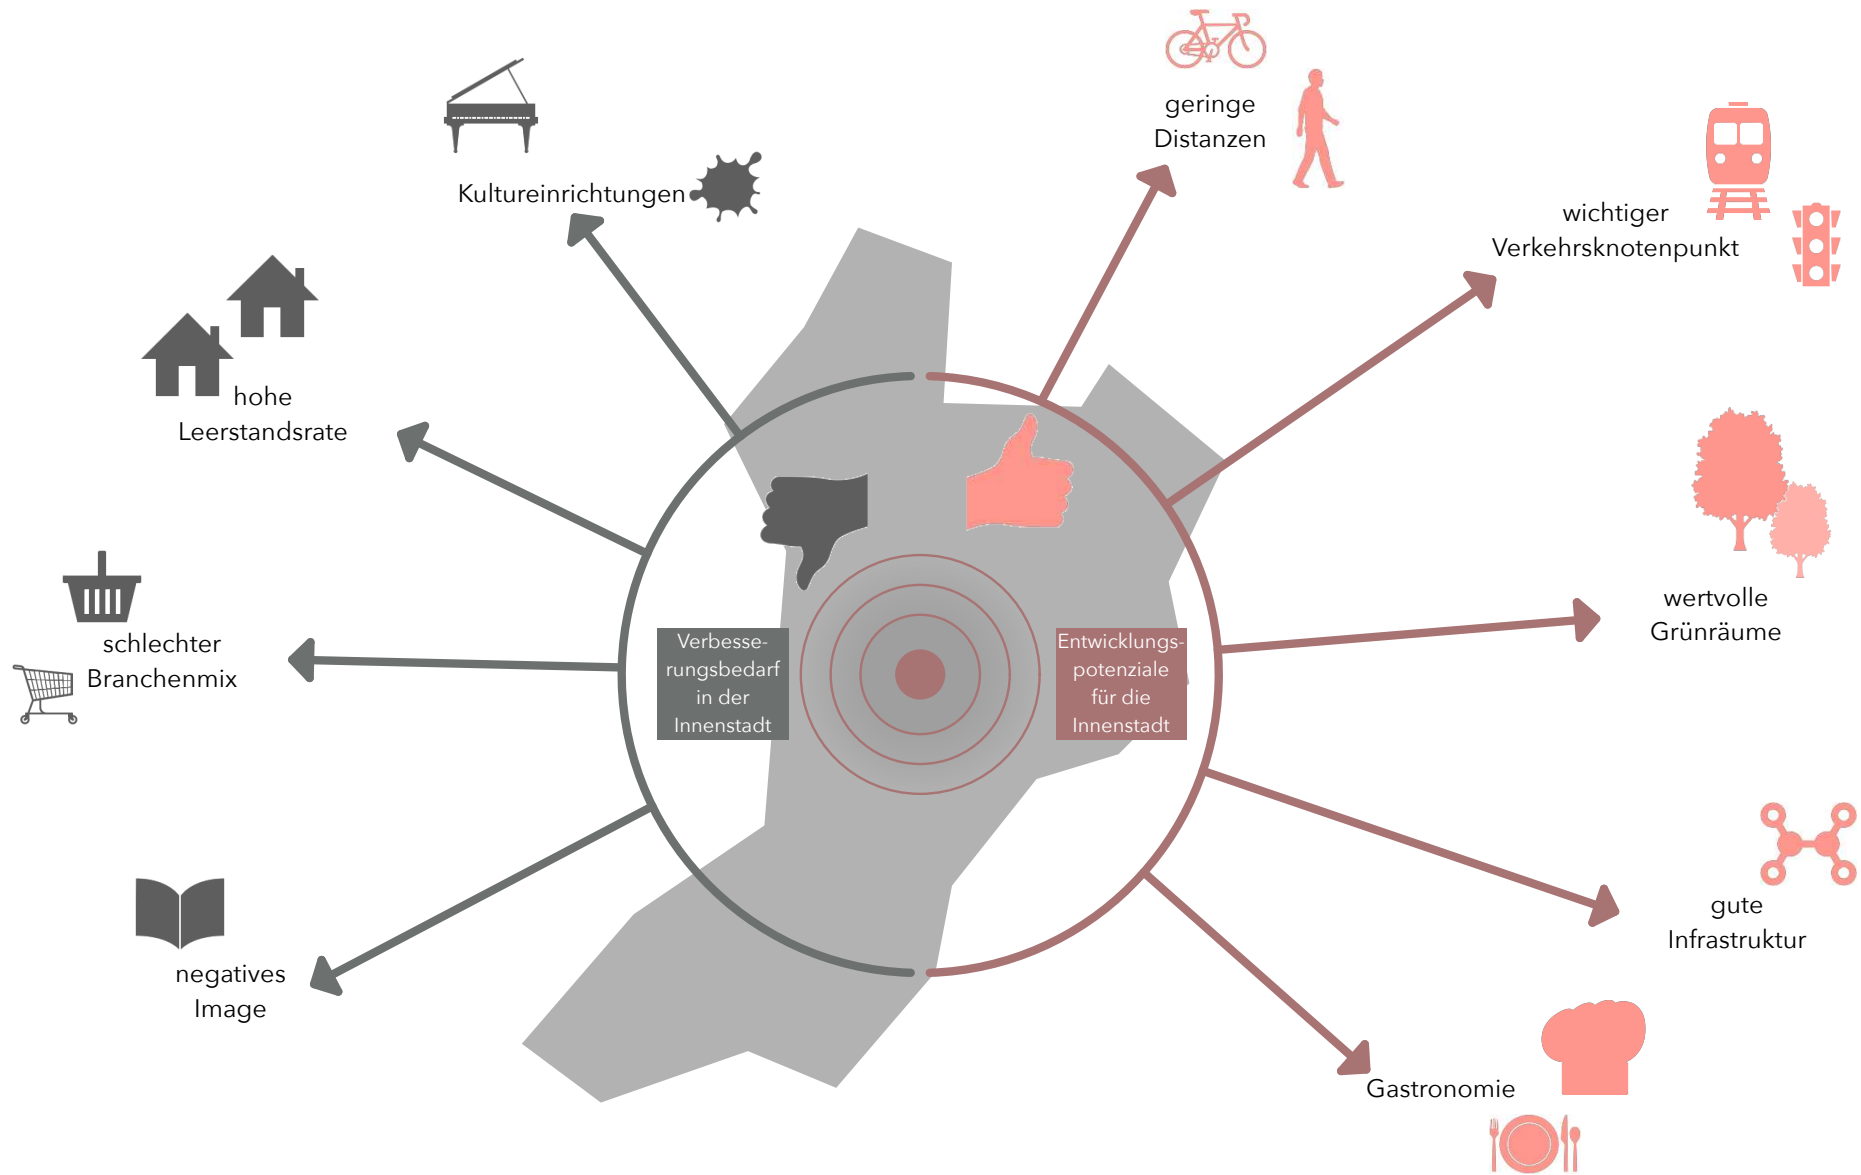 geringe
Distanzen
Kultureinrichtungen
wichtiger
Verkehrsknotenpunkt
hohe
Leerstandsrate
schlechter
Branchenmix
Verbesse-
rungsbedarf
in der
Innenstadt
Entwicklungs-
potenziale
für die
Innenstadt
wertvolle
Grünräume
negatives
Image
gute
Infrastruktur
Gastronomie